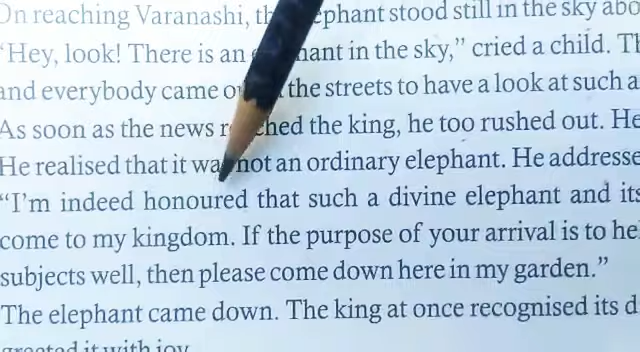 On reaching Varanashi, the elephant stood still in the sky abo
“Hey, look! There is an elephant in the sky,” cried a child. Th
and everybody came out the streets to have a look at such a
As soon as the news reached the king, he too rushed out. He
He realised that it was not an ordinary elephant. He addresse
“I’m indeed honoured that such a divine elephant and its
come to my kingdom. If the purpose of your arrival is to he
subjects well, then please come down here in my garden.”
The elephant came down. The king at once recognised its d
greeted it with joy